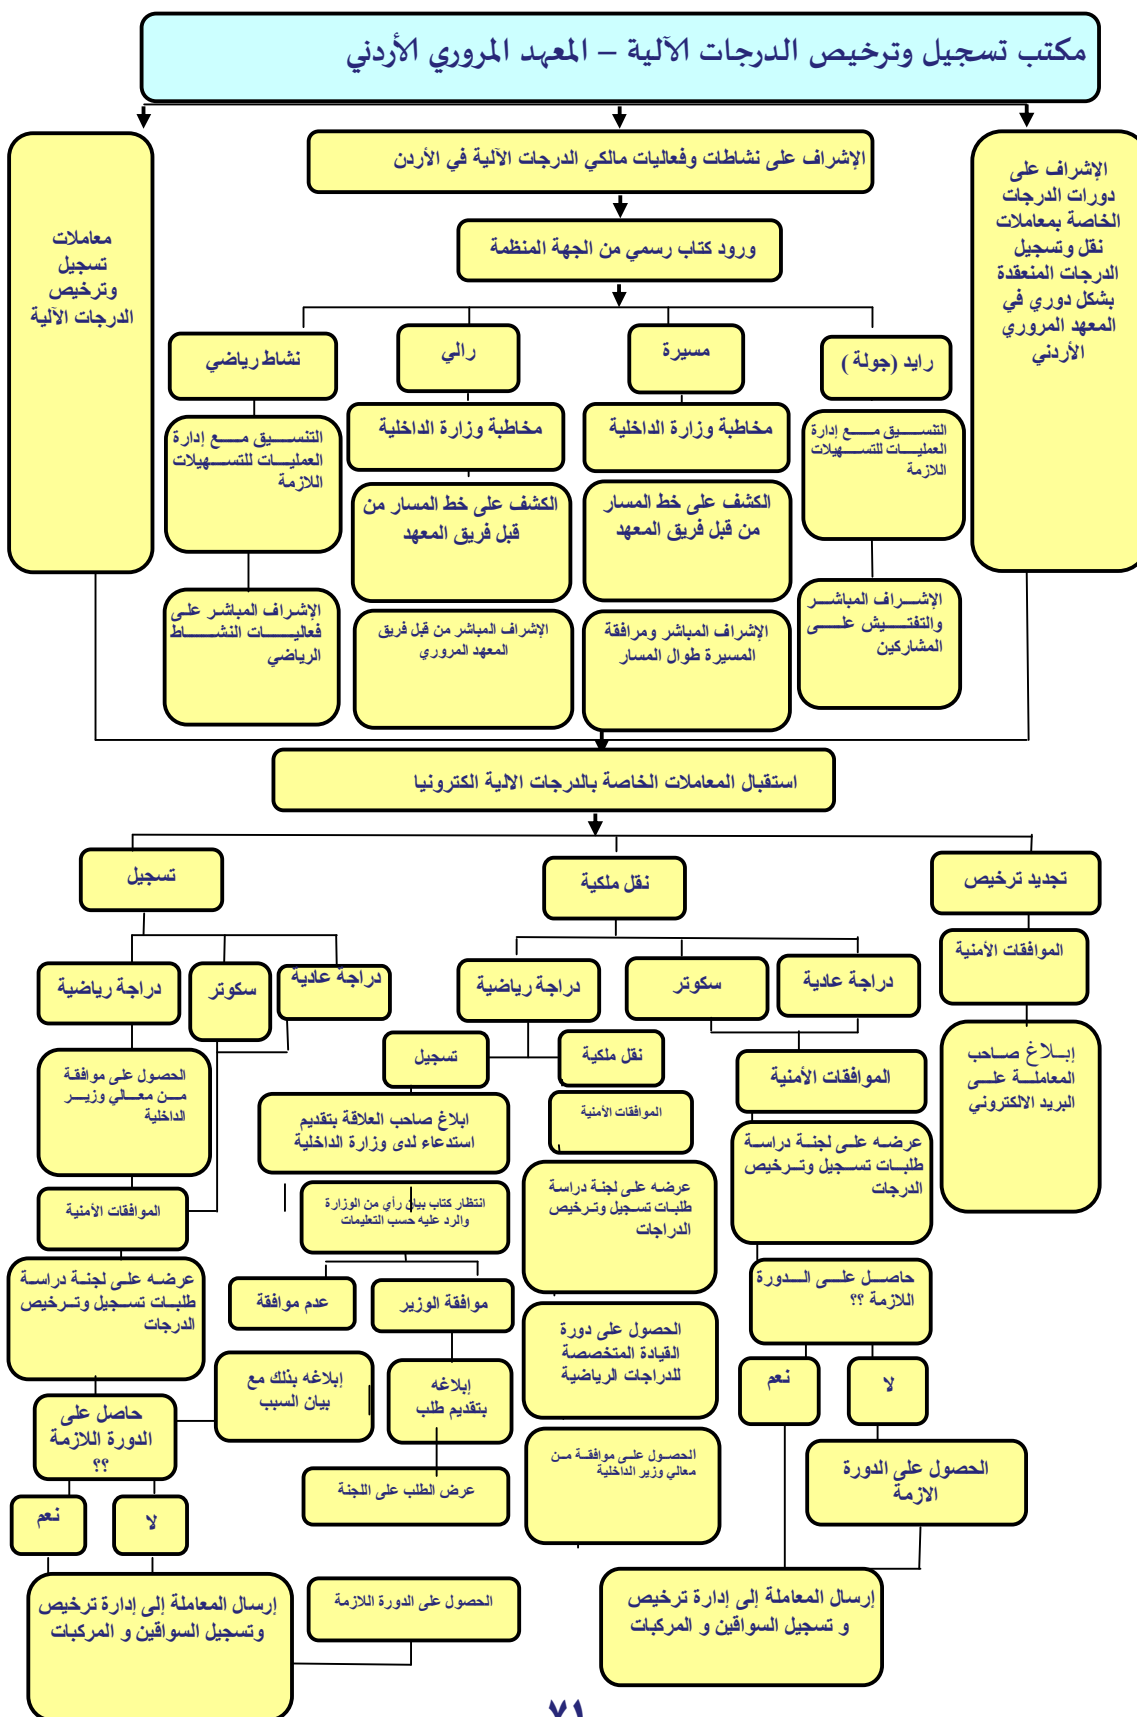 مكتب تسجيل وترخيص الدرجات الآلية – المعهد المروري الأردني
الإشراف على
دورات الدرجات
الخاصة بمعاملات
نقل وتسجيل
الدرجات المنعقدة
بشكل دوري في
المعهد المروري
الأردني
الإشراف على نشاطات وفعاليات مالكي الدرجات الآلية في الأردن
معاملات
تسجيل
وترخيص
الدرجات الآلية
ورود كتاب رسمي من الجهة المنظمة
رايد (جولة )
مسيرة
رالي
نشاط رياضي
التنسيق مع إدارة
العمليات للتسهيلات
اللازمة
مخاطبة وزارة الداخلية
مخاطبة وزارة الداخلية
التنسيق مع إدارة
العمليات للتسهيلات
اللازمة
الكشف على خط المسار
من قبل فريق المعهد
الكشف على خط المسار من
قبل فريق المعهد
الإشراف المباشر
والتفتيش على
المشاركين
الإشراف المباشر ومرافقة
المسيرة طوال المسار
الإشراف المباشر من قبل فريق
المعهد المروري
الإشراف المباشر على
فعاليات النشاط
الرياضي
استقبال المعاملات الخاصة بالدرجات الالية الكترونيا
تجديد ترخيص
نقل ملكية
تسجيل
الموافقات الأمنية
دراجة عادية
سكوتر
دراجة رياضية
دراجة عادية
سكوتر
دراجة رياضية
إبلاغ صاحب
المعاملة على
البريد الالكتروني
الموافقات الأمنية
نقل ملكية
تسجيل
الحصول على موافقة
من معالي وزير
الداخلية
الموافقات الأمنية
ابلاغ صاحب العلاقة بتقديم
استدعاء لدى وزارة الداخلية
عرضه على لجنة دراسة
طلبات تسجيل وترخيص
الدرجات
عرضه على لجنة دراسة
طلبات تسجيل وترخيص
الدراجات
انتظار كتاب بيان رأي من الوزارة
والرد عليه حسب التعليمات
الموافقات الأمنية
حاصل على الدورة
اللازمة ؟؟
موافقة الوزير
عدم موافقة
عرضه على لجنة دراسة
طلبات تسجيل وترخيص
الدرجات
الحصول على دورة
القيادة المتخصصة
للدراجات الرياضية
لا
نعم
إبلاغه
بتقديم طلب
إبلاغه بذلك مع
بيان السبب
حاصل على
الدورة اللازمة
؟؟
الحصول على موافقة من
معالي وزير الداخلية
الحصول على الدورة
الازمة
عرض الطلب على اللجنة
لا
نعم
إرسال المعاملة إلى إدارة ترخيص
و تسجيل السواقين و المركبات
الحصول على الدورة اللازمة
إرسال المعاملة إلى إدارة ترخيص
وتسجيل السواقين و المركبات
٧١